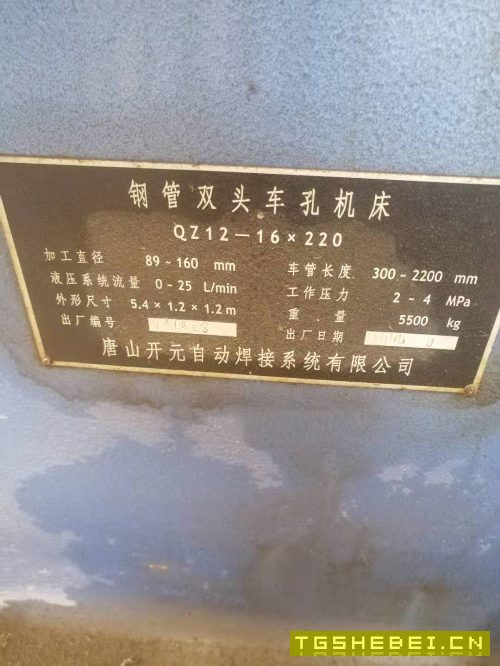 钢管双头车孔机床
QZ12-16×220
加工直径 89~160 mm 车管长度 300~2200 mm
液压系统流量 0~25 L/min 工作压力 2~4 MPa
外形尺寸 5.4×1.2×1.2m 重量 5500 kg
出厂编号 出厂日期
唐山开元自动焊接系统有限公司
TGSHEBEI.CN